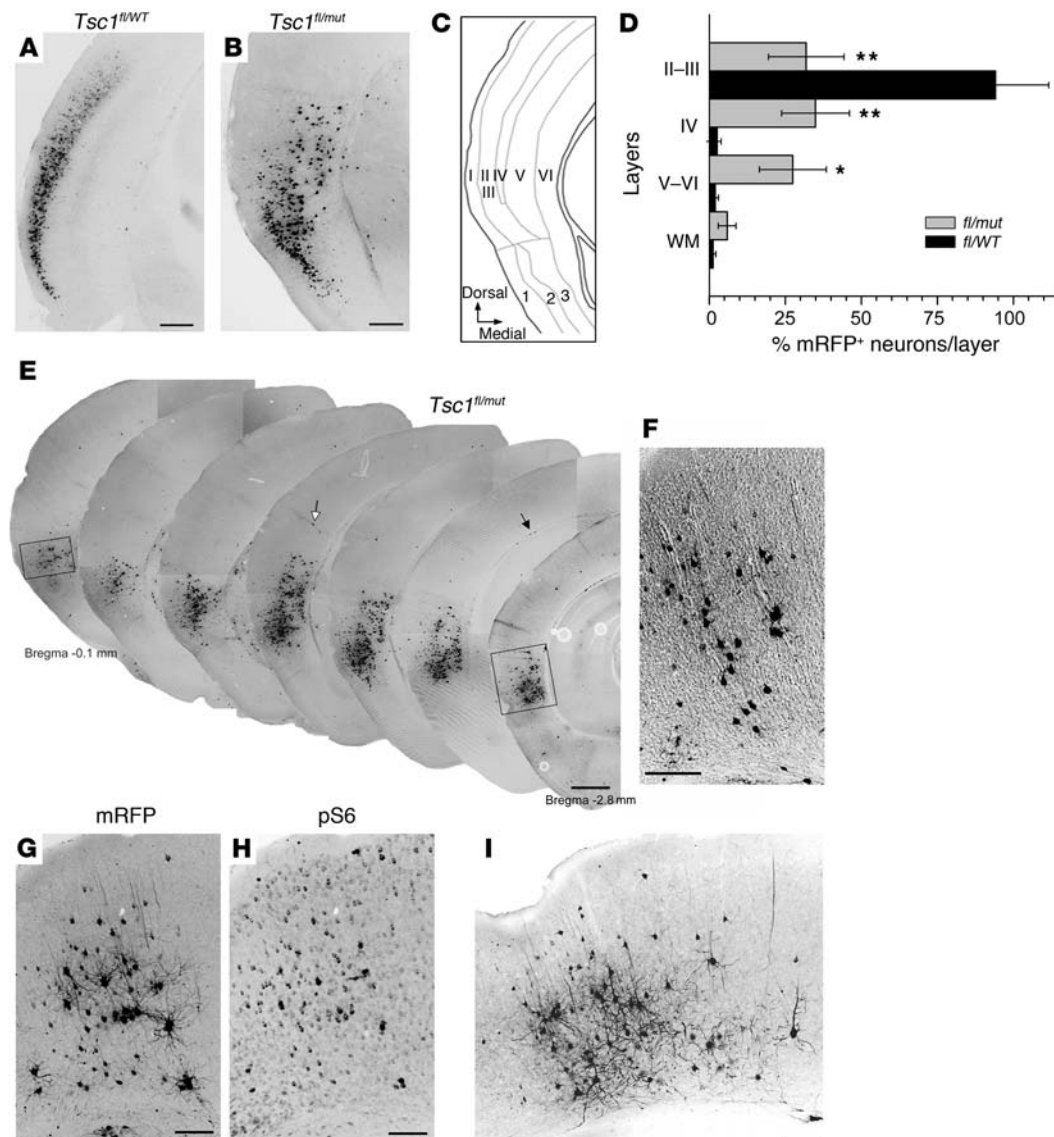 Tsc1fl/WT
Tsc1fl/mut
A
B
C
I II IV V VI
III
1 2 3
Dorsal
Medial
D
Layers
II–III
**
IV
**
V–VI
*
WM
fl/mut
fl/WT
0 25 50 75 100
% mRFP+ neurons/layer
E
Tsc1fl/mut
Bregma -0.1 mm
Bregma -2.8 mm
F
mRFP
pS6
G
H
I